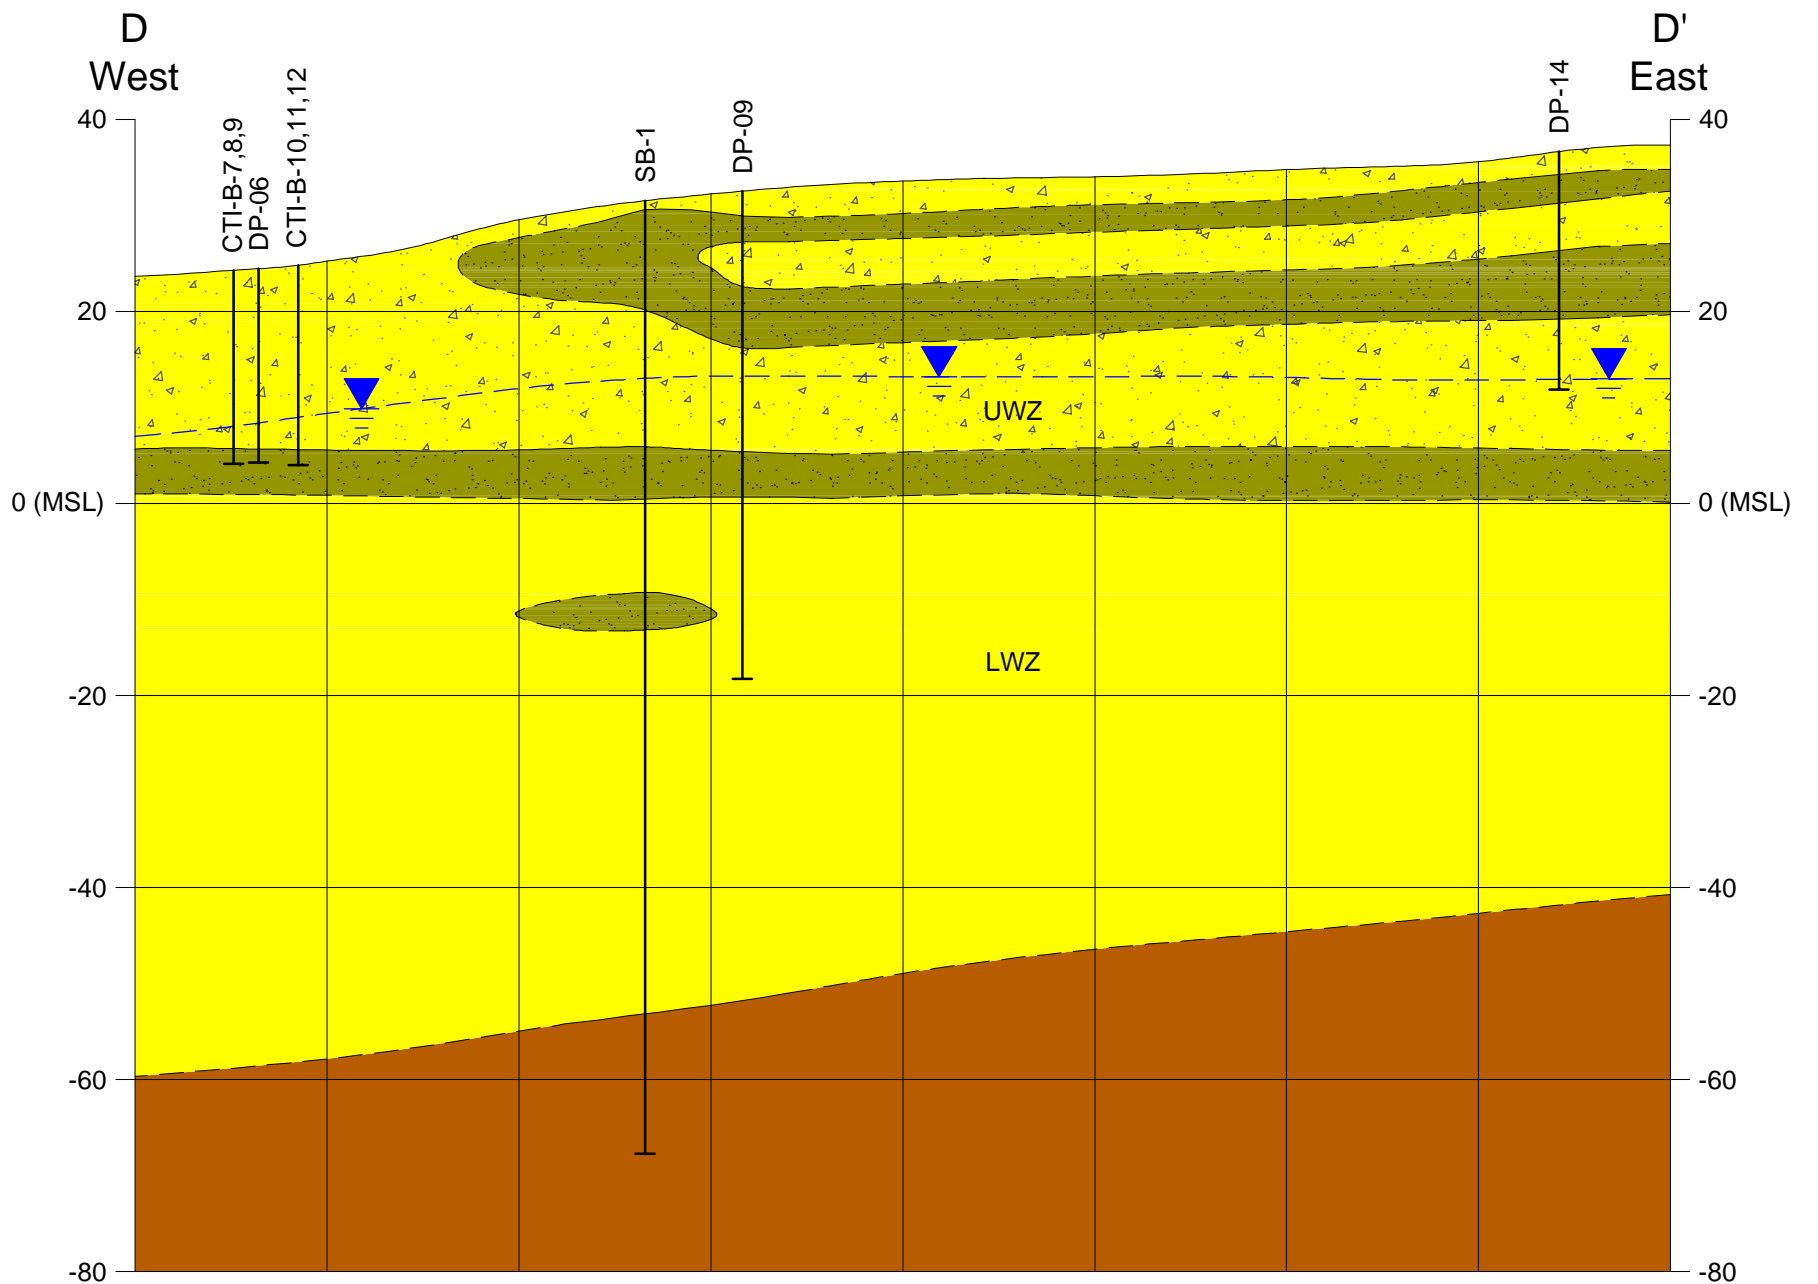 D
West
D'
East
CTI-B-7,8,9
DP-06
CTI-B-10,11,12
SB-1
DP-09
DP-14
40
40
20
20
UWZ
0 (MSL)
0 (MSL)
LWZ
-20
-20
-40
-40
-60
-60
-80
-80